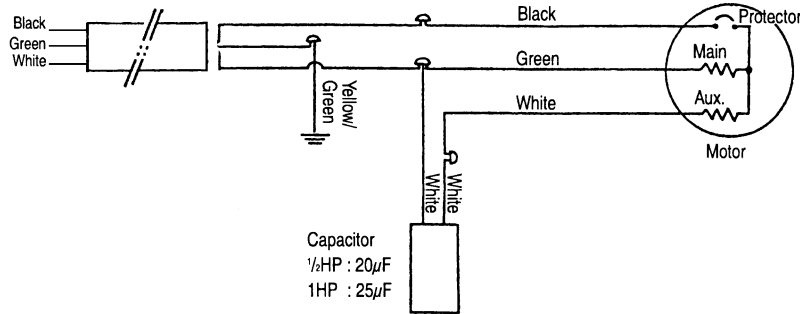 Black
Green
White
Black
Protector
Green
Main
White
Aux.
Motor
Yellow/
Green
White
White
Capacitor
½HP : 20µF
1HP : 25µF